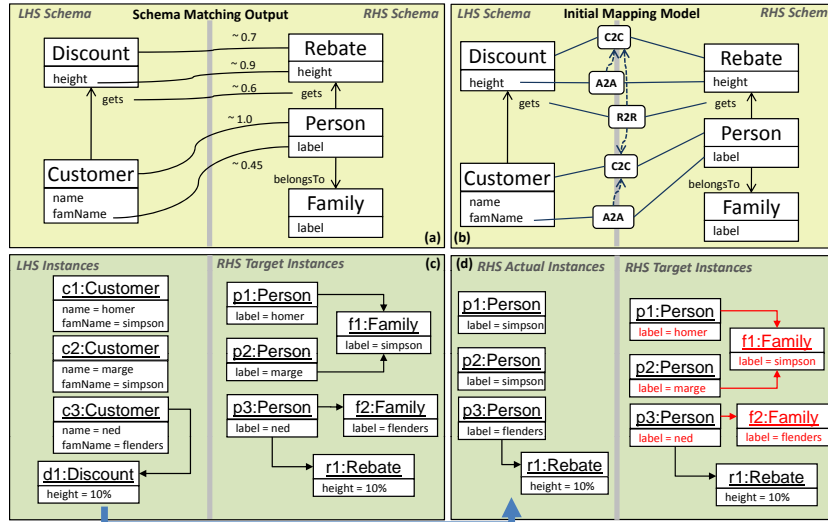 LHS Schema
Schema Matching Output
RHS Schema
Discount
height
gets
Customer
name
famName
~ 0.7
~ 0.9
~ 0.6
~ 1.0
~ 0.45
Rebate
height
gets
Person
label
belongsTo
Family
label
(a)
LHS Schema
Initial Mapping Model
RHS Schem
Discount
height
gets
Customer
name
famName
C2C
A2A
R2R
C2C
A2A
Rebate
height
gets
Person
label
belongsTo
Family
label
(b)
LHS Instances
c1:Customer
name = homer
famName = simpson
c2:Customer
name = marge
famName = simpson
c3:Customer
name = ned
famName = flenders
d1:Discount
height = 10%
RHS Target Instances
(c)
p1:Person
label = homer
f1:Family
label = simpson
p2:Person
label = marge
p3:Person
label = ned
f2:Family
label = flenders
r1:Rebate
height = 10%
(d)
RHS Actual Instances
p1:Person
label = simpson
p2:Person
label = simpson
p3:Person
label = flenders
r1:Rebate
height = 10%
RHS Target Instances
p1:Person
label = homer
f1:Family
label = simpson
p2:Person
label = marge
p3:Person
label = ned
f2:Family
label = flenders
r1:Rebate
height = 10%